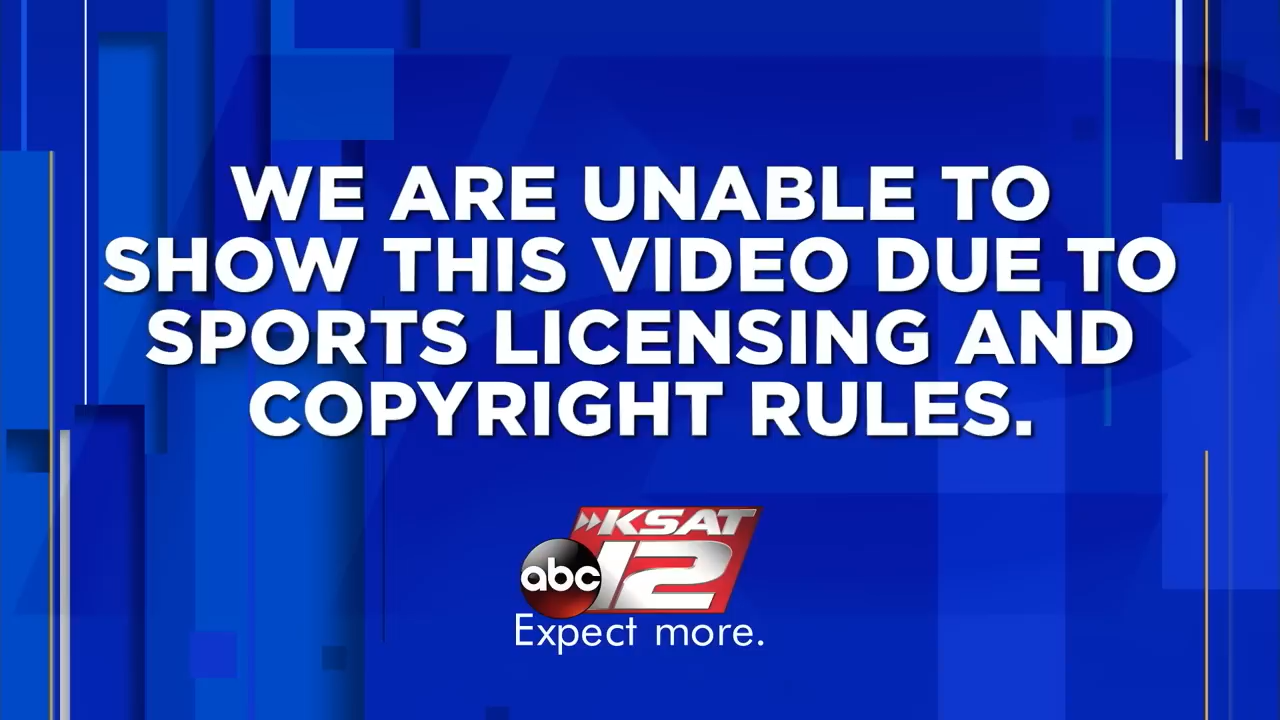 WE ARE UNABLE TO
SHOW THIS VIDEO DUE TO
SPORTS LICENSING AND
COPYRIGHT RULES.
KSAT
abc 12
Expect more.